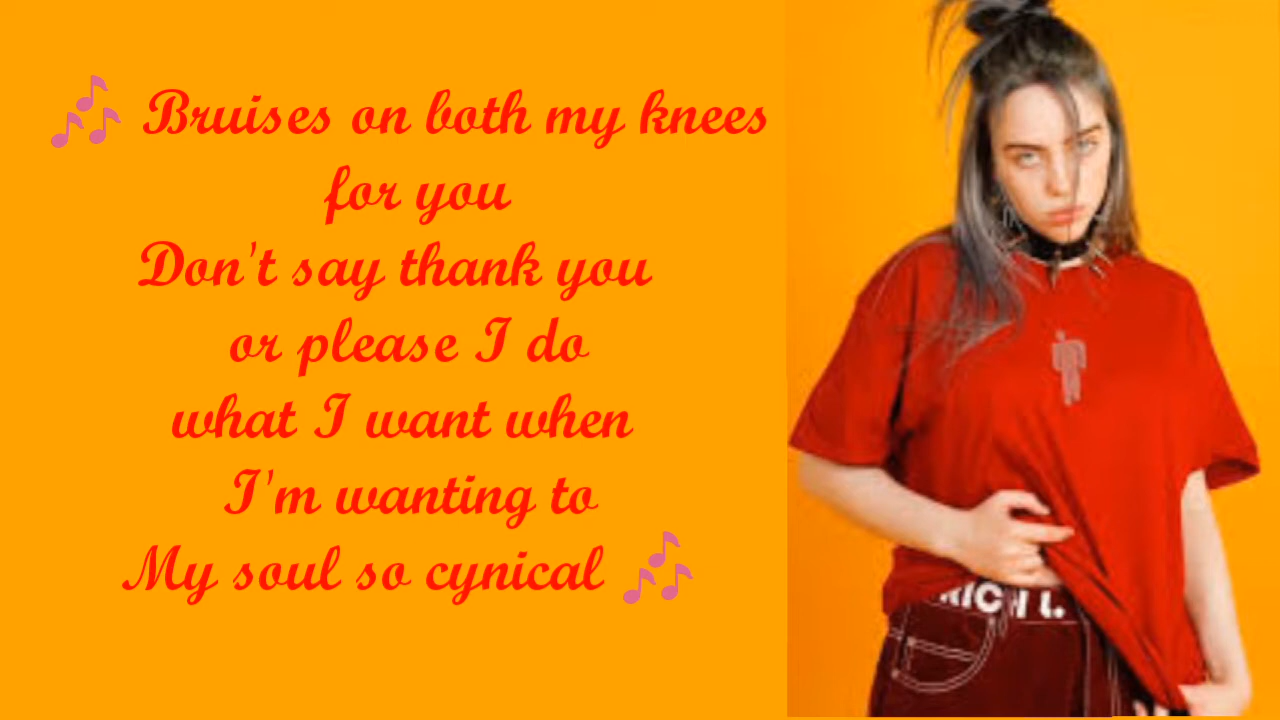 🎶 Bruises on both my knees
for you
Don't say thank you
or please I do
what I want when
I'm wanting to
My soul so cynical 🎶
RICH L.